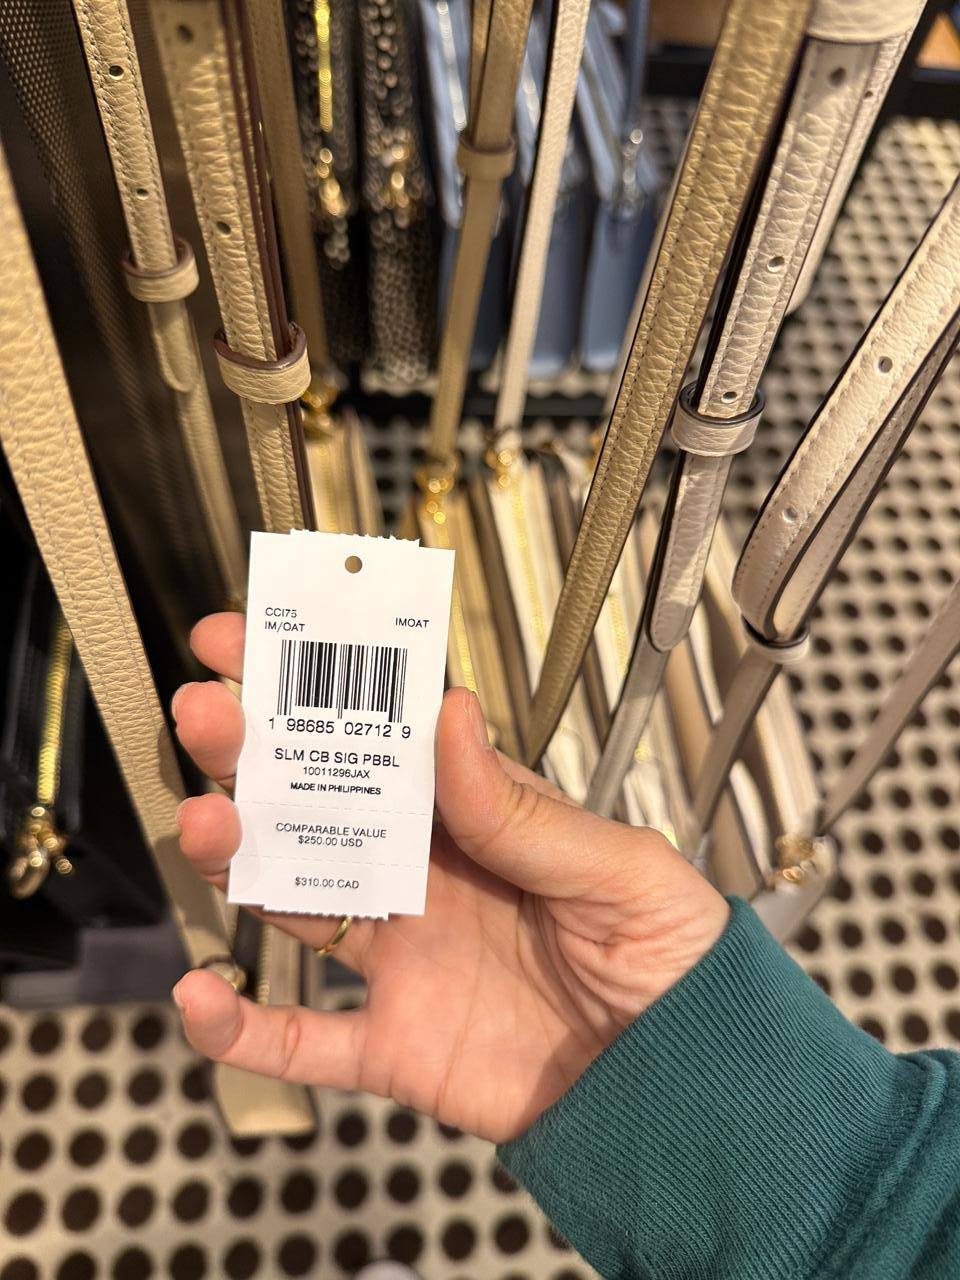 CCI75
IM/OAT
IMOAT
1 98685 02712 9
SLM CB SIG PBBL
10011296JAX
MADE IN PHILIPPINES
COMPARABLE VALUE
$250.00 USD
$310.00 CAD